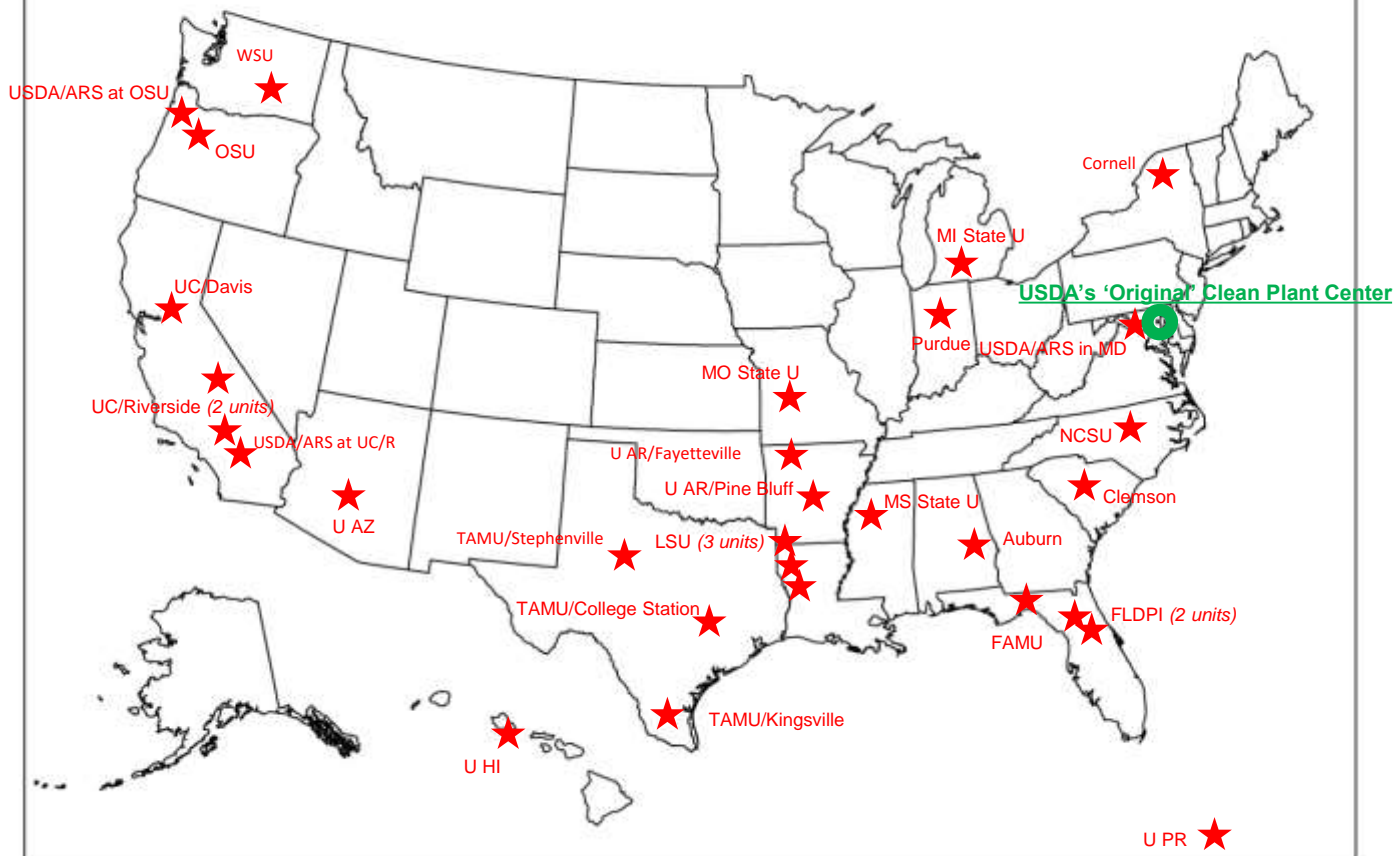 WSU
USDA/ARS at OSU
OSU
Cornell
MI State U
UC/Davis
USDA's ‘Original’ Clean Plant Center
Purdue
USDA/ARS in MD
MO State U
UC/Riverside (2 units)
NCSU
USDA/ARS at UC/R
U AR/Fayetteville
U AR/Pine Bluff
MS State U
Clemson
U AZ
TAMU/Stephenville
LSU (3 units)
Auburn
TAMU/College Station
FLDPI (2 units)
FAMU
TAMU/Kingsville
U HI
U PR